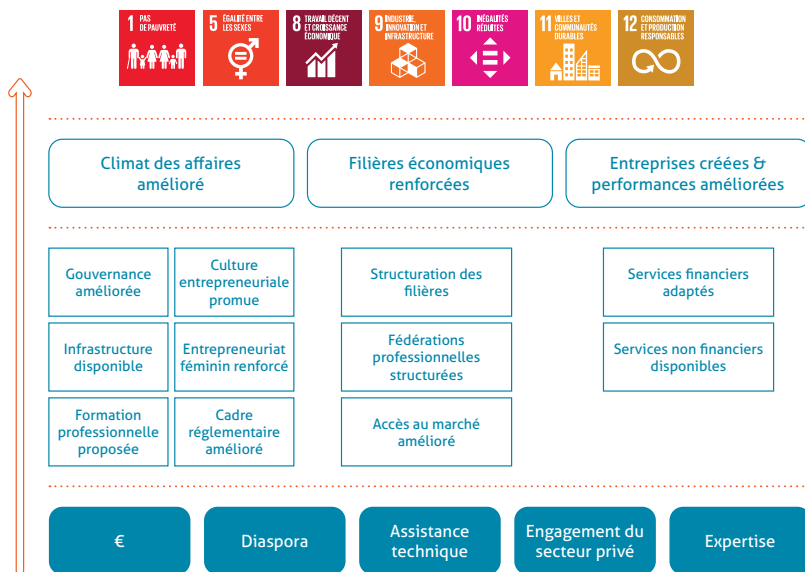 1 PAS
DE PAUVRETÉ
5 ÉGALITÉ ENTRE
LES SEXES
8 TRAVAIL DÉCENT
ET CROISSANCE
ÉCONOMIQUE
9 INDUSTRIE,
INNOVATION ET
INFRASTRUCTURE
10 INÉGALITÉS
RÉDUITES
11 VILLES ET
COMMUNAUTÉS
DURABLES
12 CONSOMMATION
ET PRODUCTION
RESPONSABLES
Climat des affaires
amélioré
Filières économiques
renforcées
Entreprises créées &
performances améliorées
Gouvernance
améliorée
Culture
entrepreneuriale
promue
Structuration des
filières
Services financiers
adaptés
Infrastructure
disponible
Entrepreneuriat
féminin renforcé
Fédérations
professionnelles
structurées
Services non financiers
disponibles
Formation
professionnelle
proposée
Cadre
réglementaire
amélioré
Accès au marché
amélioré
€
Diaspora
Assistance
technique
Engagement du
secteur privé
Expertise